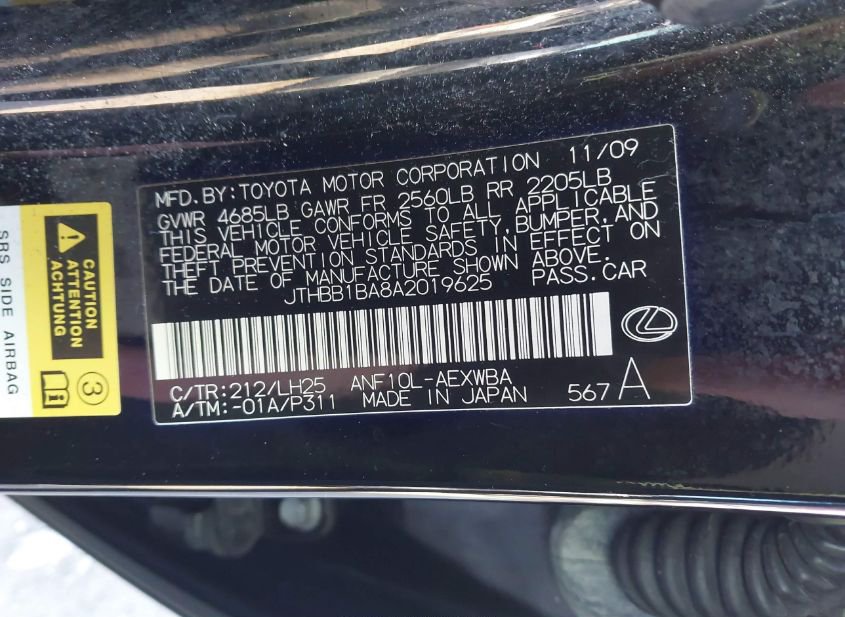 MFD.BY:TOYOTA MOTOR CORPORATION 11/09
GVWR 4685LB GAWR FR 2560LB RR 2205LB
THIS VEHICLE CONFORMS TO ALL APPLICABLE
FEDERAL MOTOR VEHICLE SAFETY,BUMPER,AND
THEFT PREVENTION STANDARDS IN EFFECT ON
THE DATE OF MANUFACTURE SHOWN ABOVE.
JTHBB1BA8A2019625 PASS.CAR
C/TR:212/LH25 ANF10L-AEXWBA
A/TM:-01A/P311 MADE IN JAPAN 567 A
CAUTION
ATTENTION
ACHTUNG
3
SRS SIDE AIRBAG